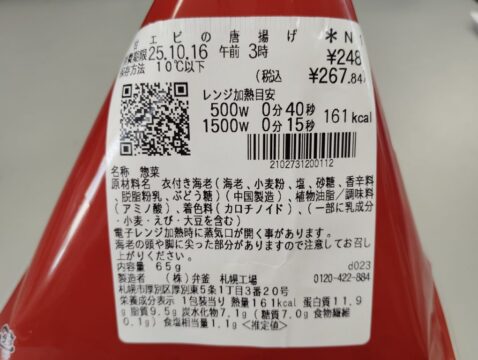 エビの唐揚げ ＊N
消費期限 25.10.16 午前 3時
保存方法 10℃以下
¥248
(税込 ¥267.84)
レンジ加熱目安
500W 0分40秒
1500W 0分15秒
161kcal
2102731200112
名称 惣菜
原材料名 衣付き海老（海老、小麦粉、塩、砂糖、香辛料
、脱脂粉乳、ぶどう糖）（中国製造）、植物油脂/調味料
（アミノ酸）、着色料（カロチノイド）、（一部に乳成分
・小麦・えび・大豆を含む）
電子レンジ加熱時に蒸気口が開く事があります。
海老の頭や脚に尖った部分がありますので注意してお召し
上がりください。
内容量 65g
d023
製造者 （株）弁釜 札幌工場 0120-422-884
札幌市厚別区厚別東5条1丁目3番20号
栄養成分表示 1包装当り 熱量161kcal 蛋白質11.9
g 脂質9.5g 炭水化物7.1g（糖質7.0g 食物繊維
0.1g）食塩相当量1.1g <推定値>